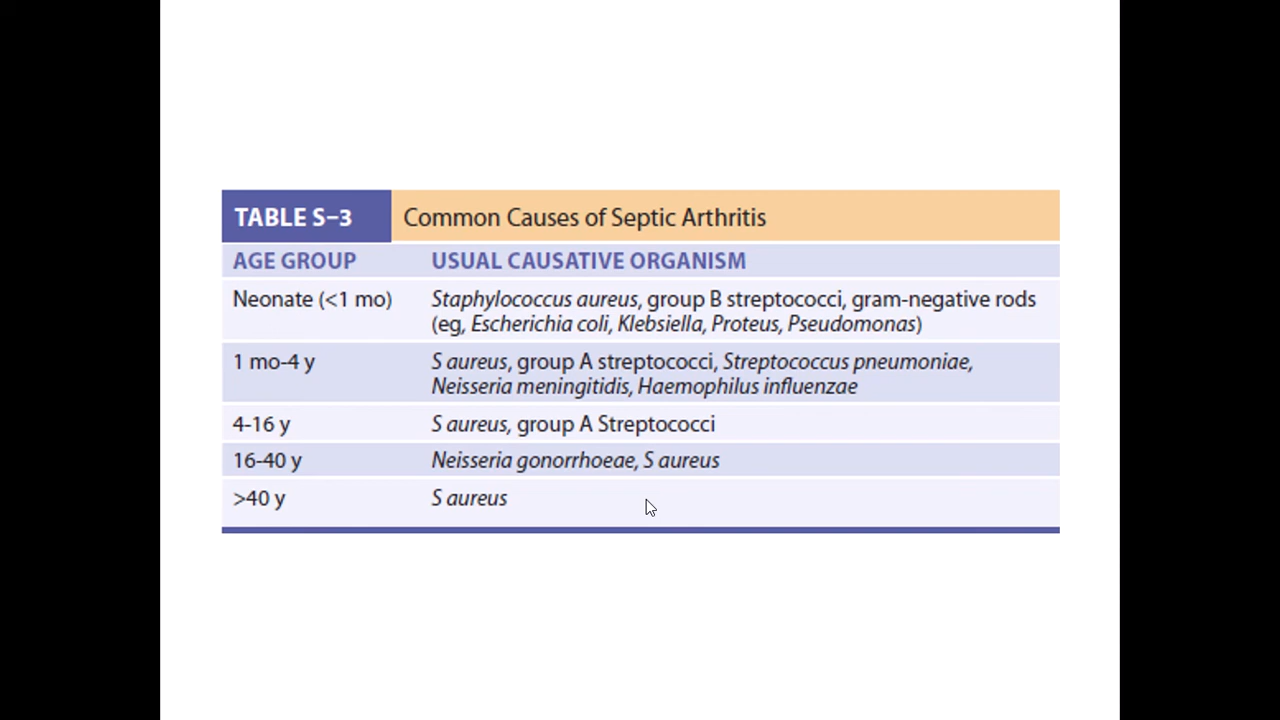 TABLE S–3 Common Causes of Septic Arthritis
AGE GROUP USUAL CAUSATIVE ORGANISM
Neonate (<1 mo) Staphylococcus aureus, group B streptococci, gram-negative rods
(eg, Escherichia coli, Klebsiella, Proteus, Pseudomonas)
1 mo-4 y S aureus, group A streptococci, Streptococcus pneumoniae,
Neisseria meningitidis, Haemophilus influenzae
4-16 y S aureus, group A Streptococci
16-40 y Neisseria gonorrhoeae, S aureus
>40 y S aureus